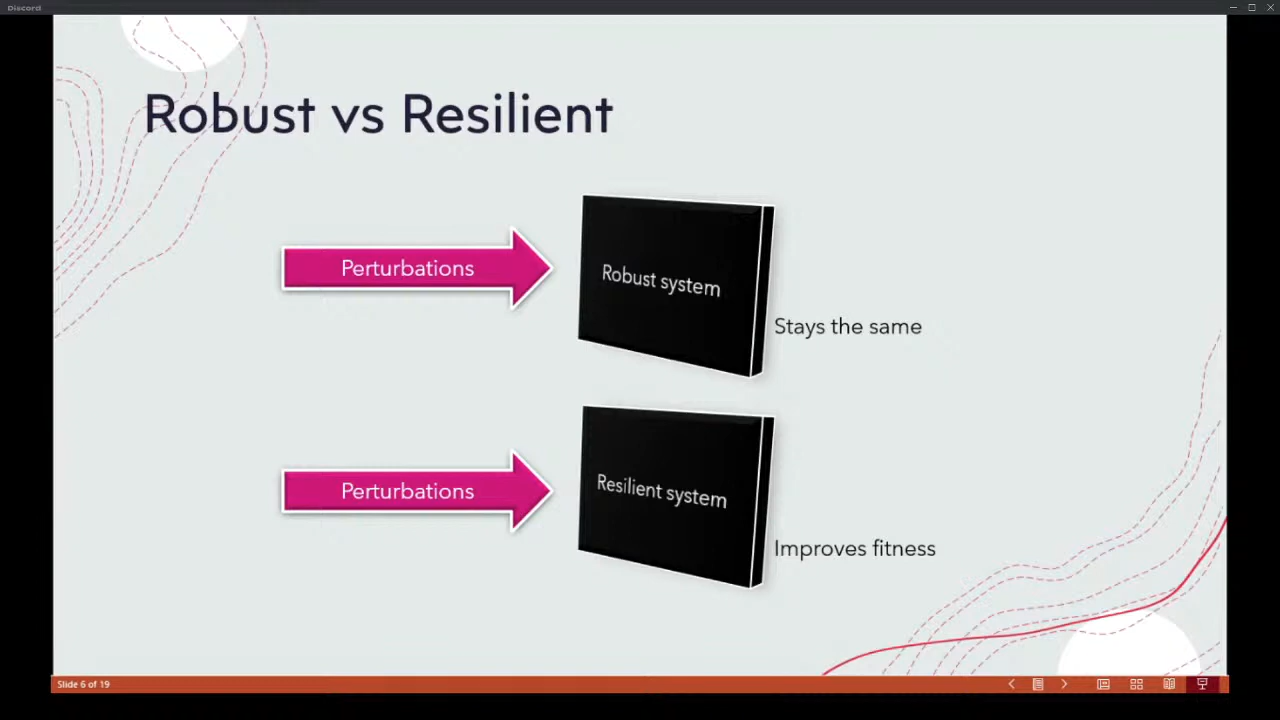 Discord
Robust vs Resilient
Perturbations
Robust system
Stays the same
Perturbations
Resilient system
Improves fitness
Slide 6 of 19